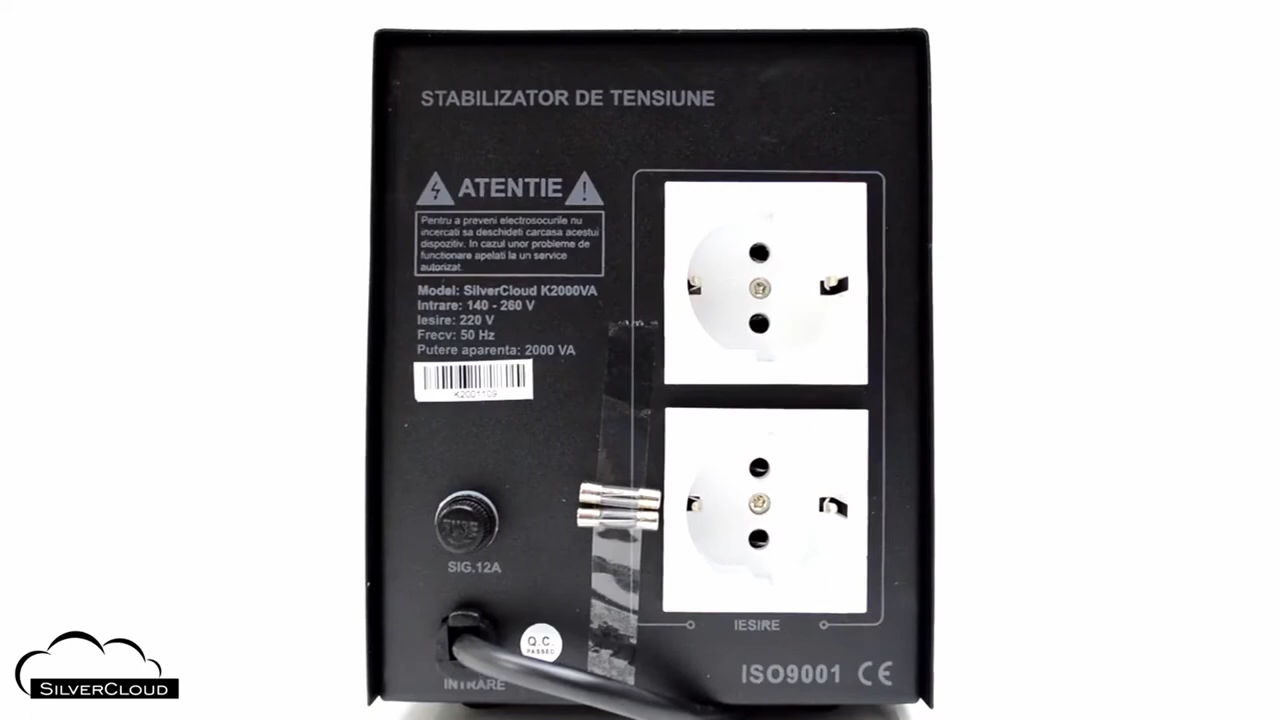 STABILIZATOR DE TENSIUNE
ATENTIE
Pentru a preveni electrosocurile nu
incercati sa deschideti carcasa acestui
dispozitiv. In cazul unor probleme de
functionare apelati la un service
autorizat.
Model: SilverCloud K2000VA
Intrare: 140 - 260 V
Iesire: 220 V
Frecv: 50 Hz
Putere aparenta: 2000 VA
K2001109
FUSE
SIG.12A
INTRARE
Q.C.
PASSED
IESIRE
ISO9001 CE
SILVERCLOUD